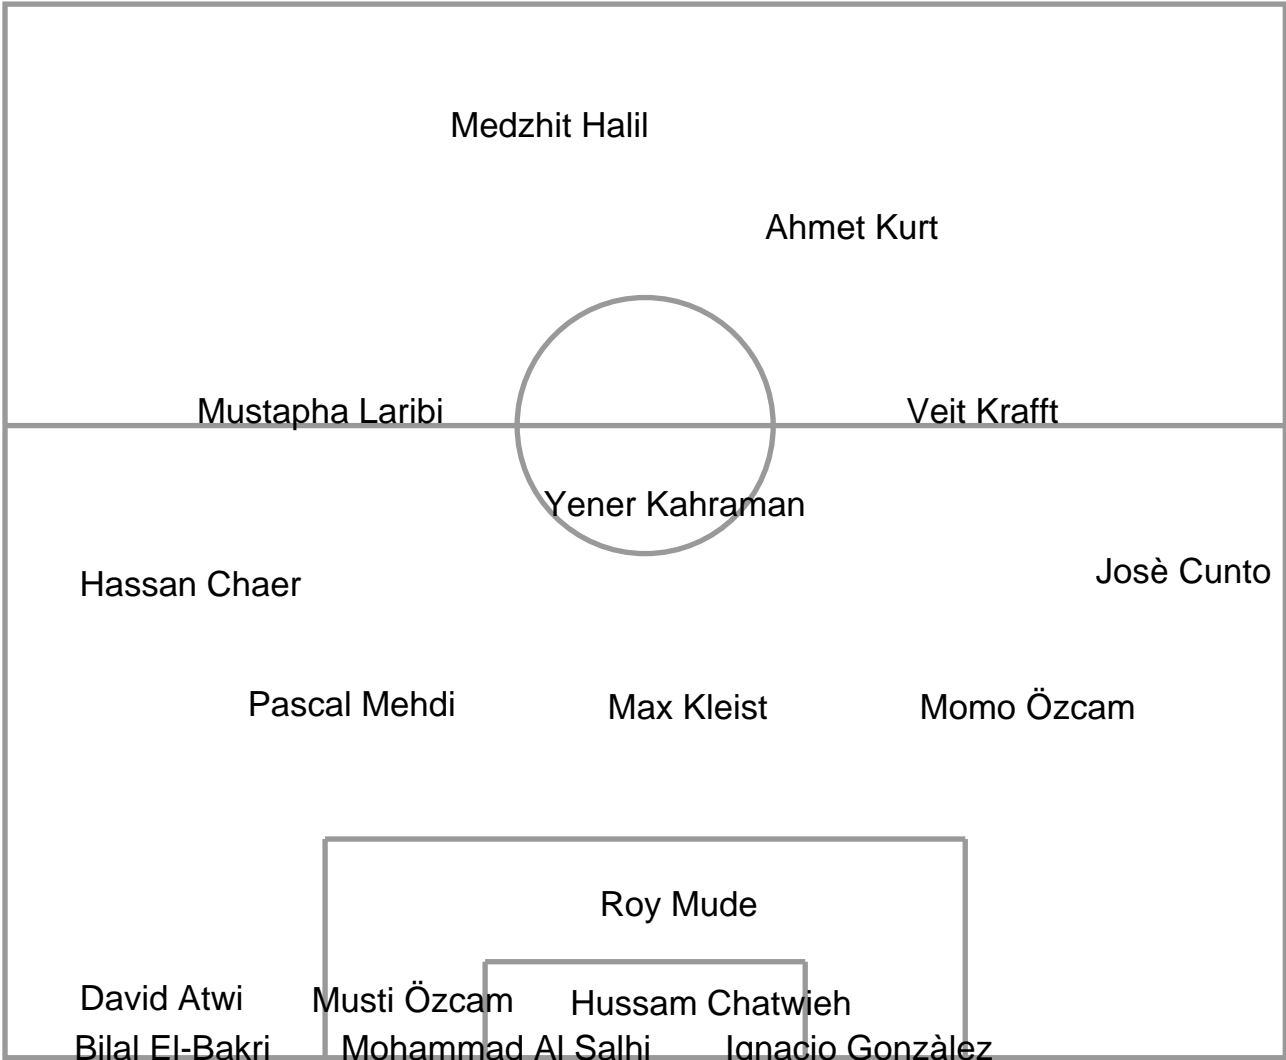 Medzhit Halil
Ahmet Kurt
Mustapha Laribi
Veit Krafft
Yener Kahraman
Hassan Chaer
Josè Cunto
Pascal Mehdi
Max Kleist
Momo Özcam
Roy Mude
David Atwi
Musti Özcam
Hussam Chatwieh
Bilal El-Bakri
Mohammad Al Salhi
Ignacio Gonzàlez